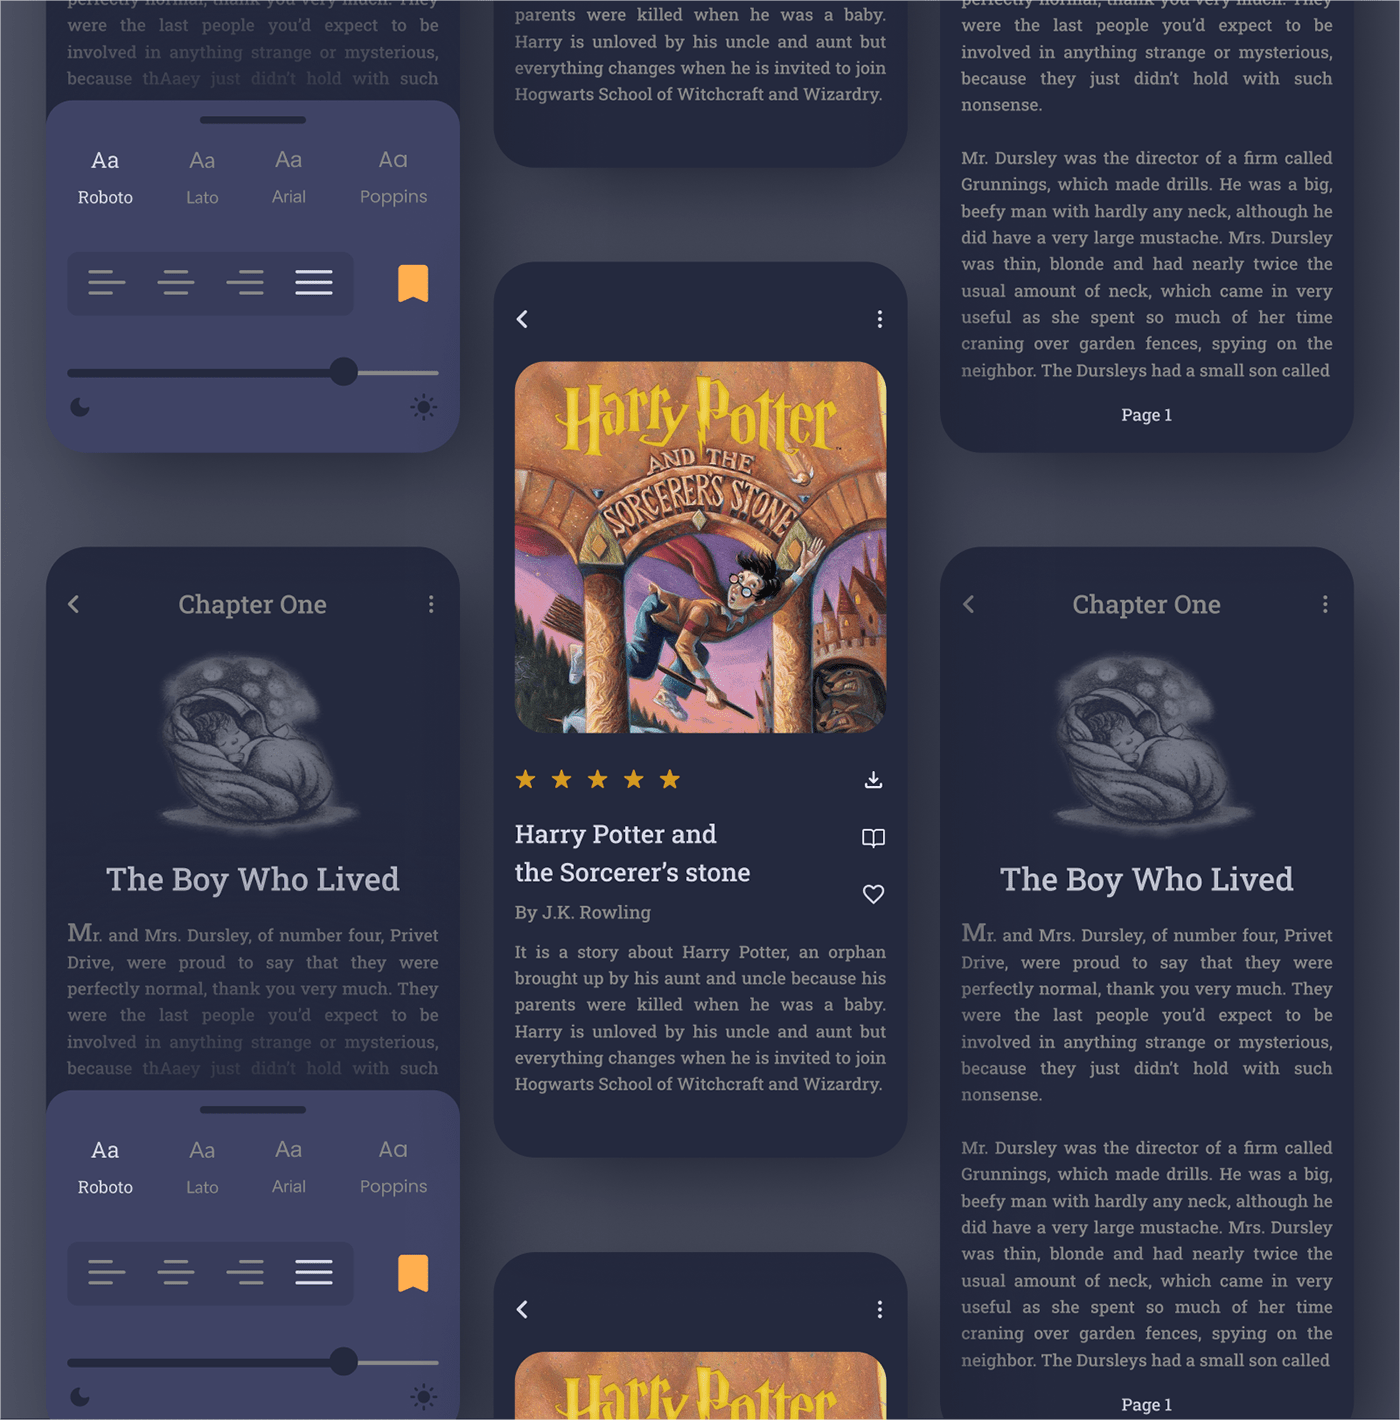 perfectly normal, thank you very much. They
were the last people you'd expect to be
involved in anything strange or mysterious,
because thAaey just didn't hold with such
Aa Aa Aa Aa
Roboto Lato Arial Poppins
Chapter One
The Boy Who Lived
Mr. and Mrs. Dursley, of number four, Privet
Drive, were proud to say that they were
perfectly normal, thank you very much. They
were the last people you'd expect to be
involved in anything strange or mysterious,
because thAaey just didn't hold with such
Aa Aa Aa Aa
Roboto Lato Arial Poppins
parents were killed when he was a baby.
Harry is unloved by his uncle and aunt but
everything changes when he is invited to join
Hogwarts School of Witchcraft and Wizardry.
Harry Potter
AND THE
SORCERER'S STONE
Harry Potter and
the Sorcerer's stone
By J.K. Rowling
It is a story about Harry Potter, an orphan
brought up by his aunt and uncle because his
parents were killed when he was a baby.
Harry is unloved by his uncle and aunt but
everything changes when he is invited to join
Hogwarts School of Witchcraft and Wizardry.
Harry Potter
perfectly normal, thank you very much. They
were the last people you'd expect to be
involved in anything strange or mysterious,
because they just didn't hold with such
nonsense.
Mr. Dursley was the director of a firm called
Grunnings, which made drills. He was a big,
beefy man with hardly any neck, although he
did have a very large mustache. Mrs. Dursley
was thin, blonde and had nearly twice the
usual amount of neck, which came in very
useful as she spent so much of her time
craning over garden fences, spying on the
neighbor. The Dursleys had a small son called
Page 1
Chapter One
The Boy Who Lived
Mr. and Mrs. Dursley, of number four, Privet
Drive, were proud to say that they were
perfectly normal, thank you very much. They
were the last people you'd expect to be
involved in anything strange or mysterious,
because they just didn't hold with such
nonsense.
Mr. Dursley was the director of a firm called
Grunnings, which made drills. He was a big,
beefy man with hardly any neck, although he
did have a very large mustache. Mrs. Dursley
was thin, blonde and had nearly twice the
usual amount of neck, which came in very
useful as she spent so much of her time
craning over garden fences, spying on the
neighbor. The Dursleys had a small son called
Page 1